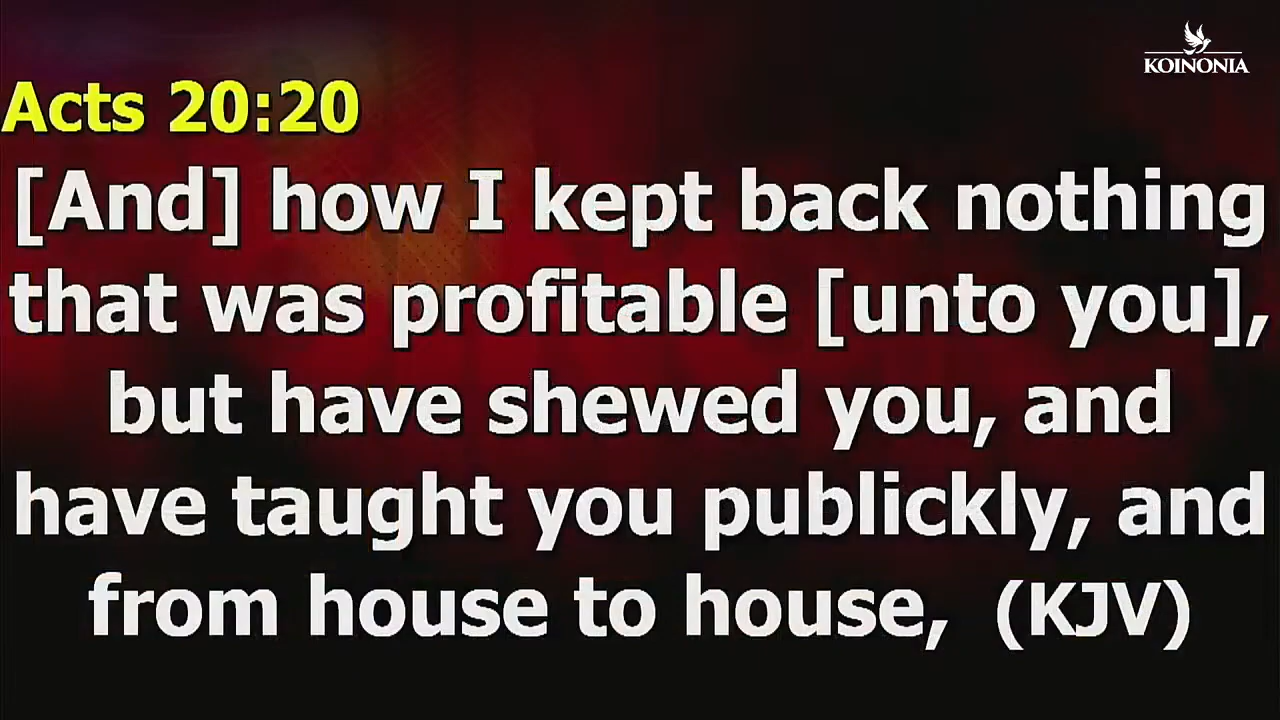 KOINONIA
Acts 20:20
[And] how I kept back nothing
that was profitable [unto you],
but have shewed you, and
have taught you publickly, and
from house to house, (KJV)